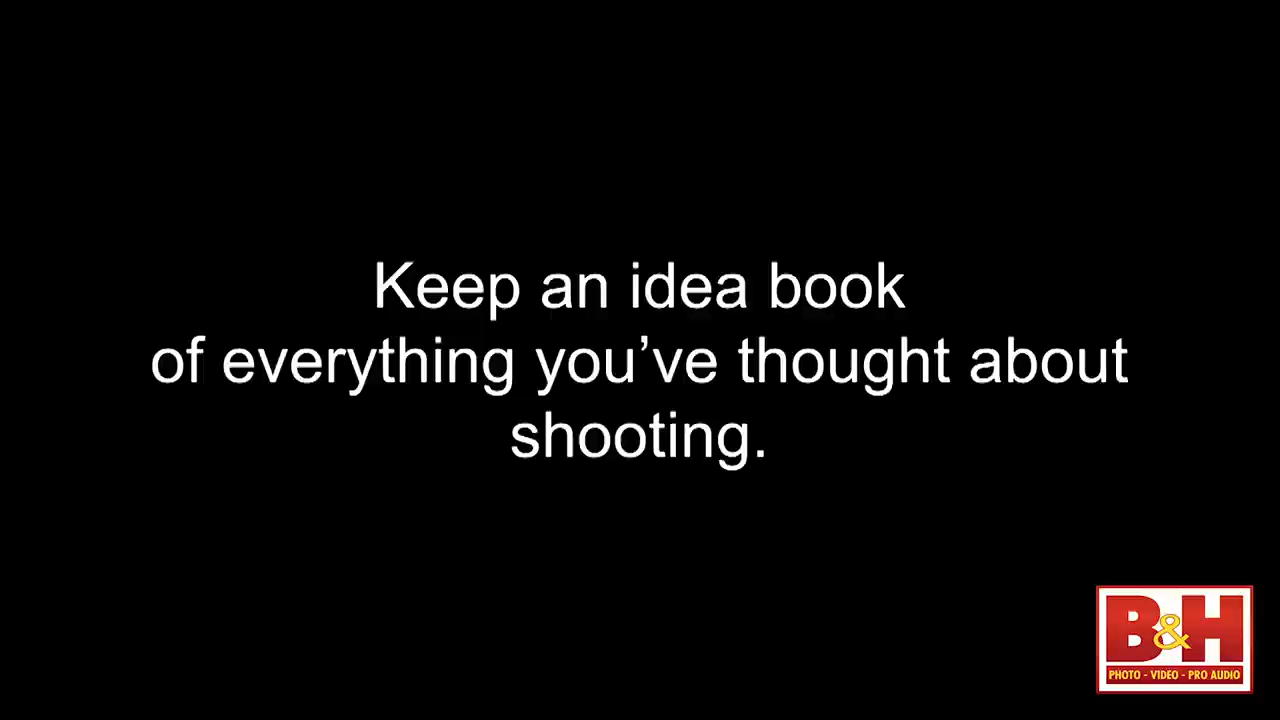 Keep an idea book
of everything you’ve thought about
shooting.
B&H
PHOTO - VIDEO - PRO AUDIO